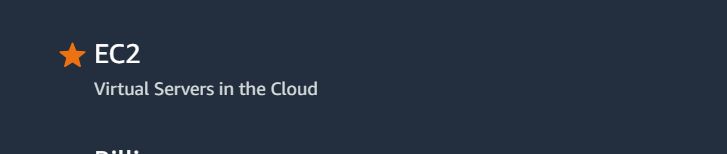 EC2
Virtual Servers in the Cloud